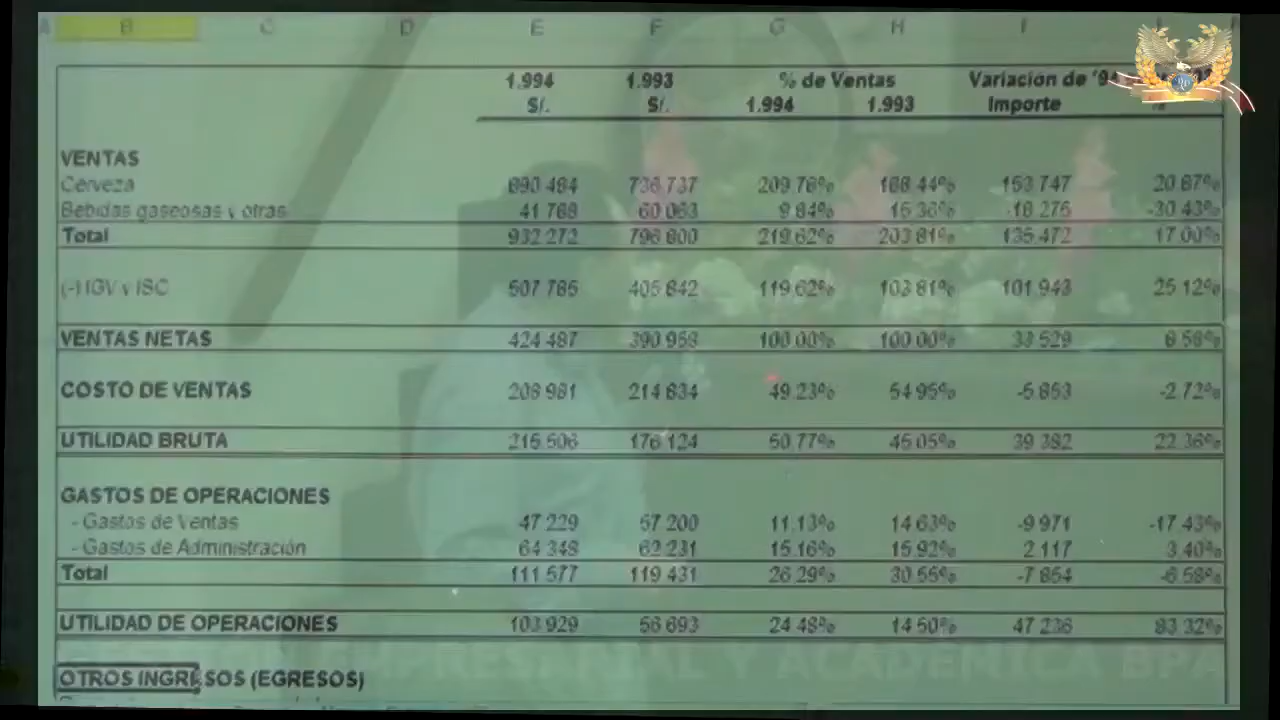 B C D E F G H I
1.994 1.993 % de Ventas Variación de
S/. S/. 1.994 1.993 Importe
VENTAS
Cerveza 890 484 736 737 209.76% 188.44% 153 747 20.87%
Bebidas gaseosas y otras 41 788 60 063 9.84% 15.36% -18 275 -30.43%
Total 932 272 796 800 219.62% 203.81% 135 472 17.00%
(-) IGV y ISC 507 785 405 842 119.62% 103.81% 101 943 25.12%
VENTAS NETAS 424 487 390 958 100.00% 100.00% 33 529 8.58%
COSTO DE VENTAS 208 981 214 834 49.23% 54.95% -5.853 -2.72%
UTILIDAD BRUTA 215 506 176 124 50.77% 45.05% 39 382 22.36%
GASTOS DE OPERACIONES
- Gastos de Ventas 47 229 57 200 11.13% 14.63% -9 971 -17.43%
- Gastos de Administración 64 348 62 231 15.16% 15.92% 2 117 3.40%
Total 111 577 119 431 26.29% 30.55% -7 854 -6.58%
UTILIDAD DE OPERACIONES 103 929 56 693 24.48% 14.50% 47 236 83.32%
EMPRESARIAL Y ACADEMICA BPA
OTROS INGRESOS (EGRESOS)